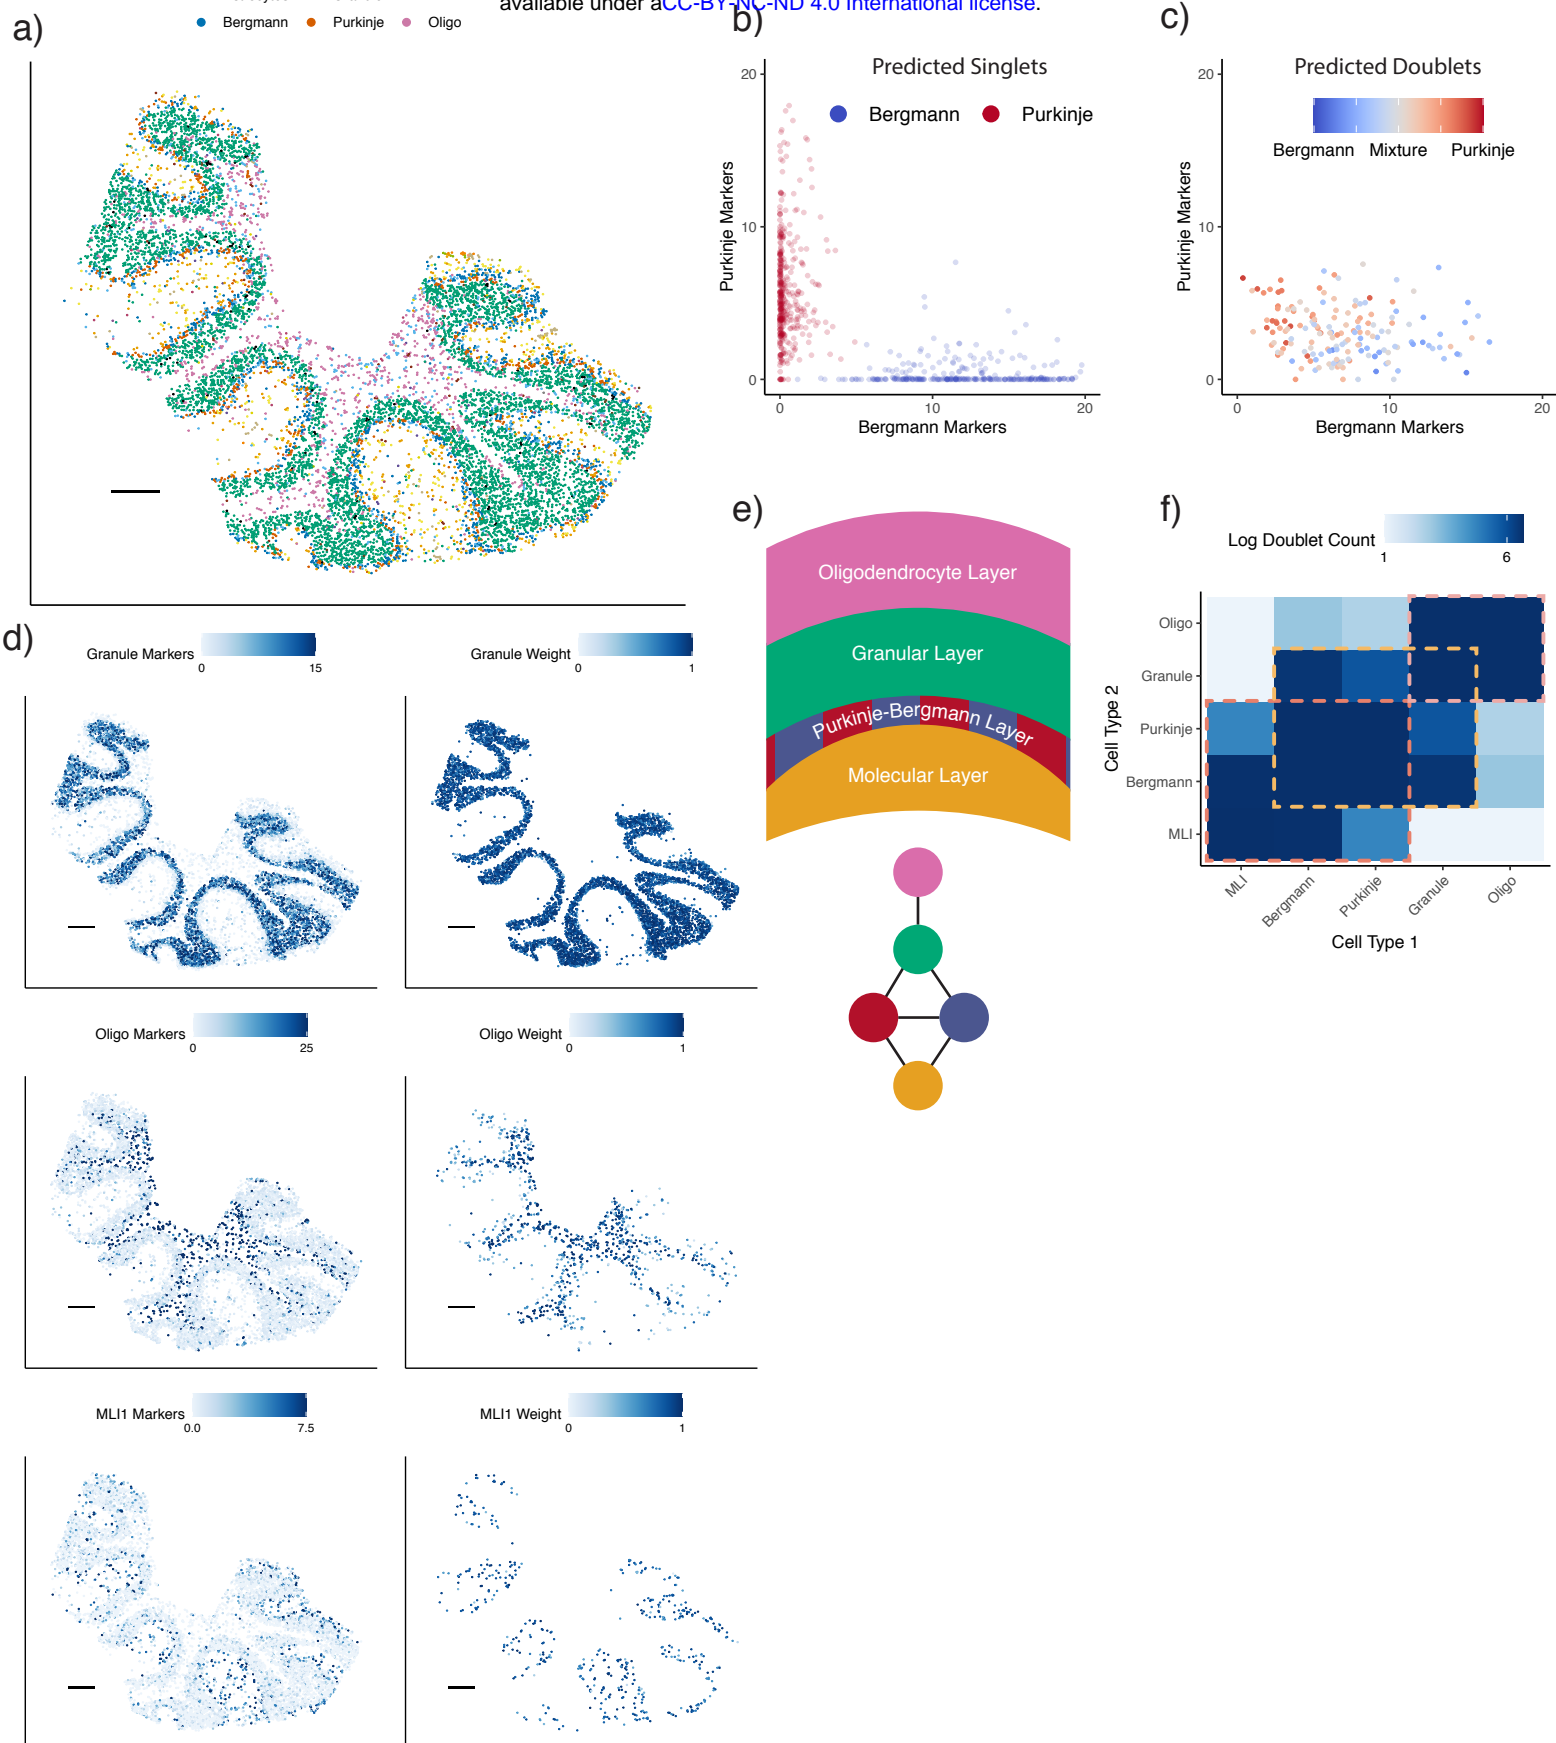 available under aCC-BY-NC-ND 4.0 International license.
a)
Bergmann Purkinje Oligo
b)
Predicted Singlets
Bergmann Purkinje
20
10
0
Purkinje Markers
0 10 20
Bergmann Markers
c)
Predicted Doublets
Bergmann Mixture Purkinje
20
10
0
Purkinje Markers
0 10 20
Bergmann Markers
d)
Granule Markers
0 15
Granule Weight
0 1
Oligo Markers
0 25
Oligo Weight
0 1
MLI1 Markers
0.0 7.5
MLI1 Weight
0 1
e)
Oligodendrocyte Layer
Granular Layer
Purkinje-Bergmann Layer
Molecular Layer
f)
Log Doublet Count
1 6
Cell Type 2
Oligo
Granule
Purkinje
Bergmann
MLI
MLI Bergmann Purkinje Granule Oligo
Cell Type 1